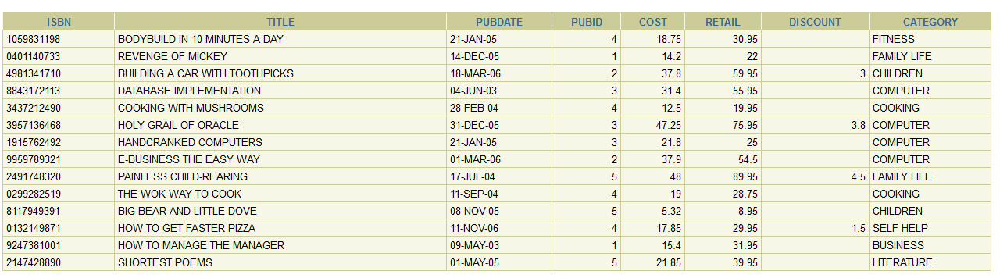 ISBN TITLE PUBDATE PUBID COST RETAIL DISCOUNT CATEGORY
1059831198 BODYBUILD IN 10 MINUTES A DAY 21-JAN-05 4 18.75 30.95 FITNESS
0401140733 REVENGE OF MICKEY 14-DEC-05 1 14.2 22 FAMILY LIFE
4981341710 BUILDING A CAR WITH TOOTHPICKS 18-MAR-06 2 37.8 59.95 3 CHILDREN
8843172113 DATABASE IMPLEMENTATION 04-JUN-03 3 31.4 55.95 COMPUTER
3437212490 COOKING WITH MUSHROOMS 28-FEB-04 4 12.5 19.95 COOKING
3957136468 HOLY GRAIL OF ORACLE 31-DEC-05 3 47.25 75.95 3.8 COMPUTER
1915762492 HANDCRANKED COMPUTERS 21-JAN-05 3 21.8 25 COMPUTER
9959789321 E-BUSINESS THE EASY WAY 01-MAR-06 2 37.9 54.5 COMPUTER
2491748320 PAINLESS CHILD-REARING 17-JUL-04 5 48 89.95 4.5 FAMILY LIFE
0299282519 THE WOK WAY TO COOK 11-SEP-04 4 19 28.75 COOKING
8117949391 BIG BEAR AND LITTLE DOVE 08-NOV-05 5 5.32 8.95 CHILDREN
0132149871 HOW TO GET FASTER PIZZA 11-NOV-06 4 17.85 29.95 1.5 SELF HELP
9247381001 HOW TO MANAGE THE MANAGER 09-MAY-03 1 15.4 31.95 BUSINESS
2147428890 SHORTEST POEMS 01-MAY-05 5 21.85 39.95 LITERATURE